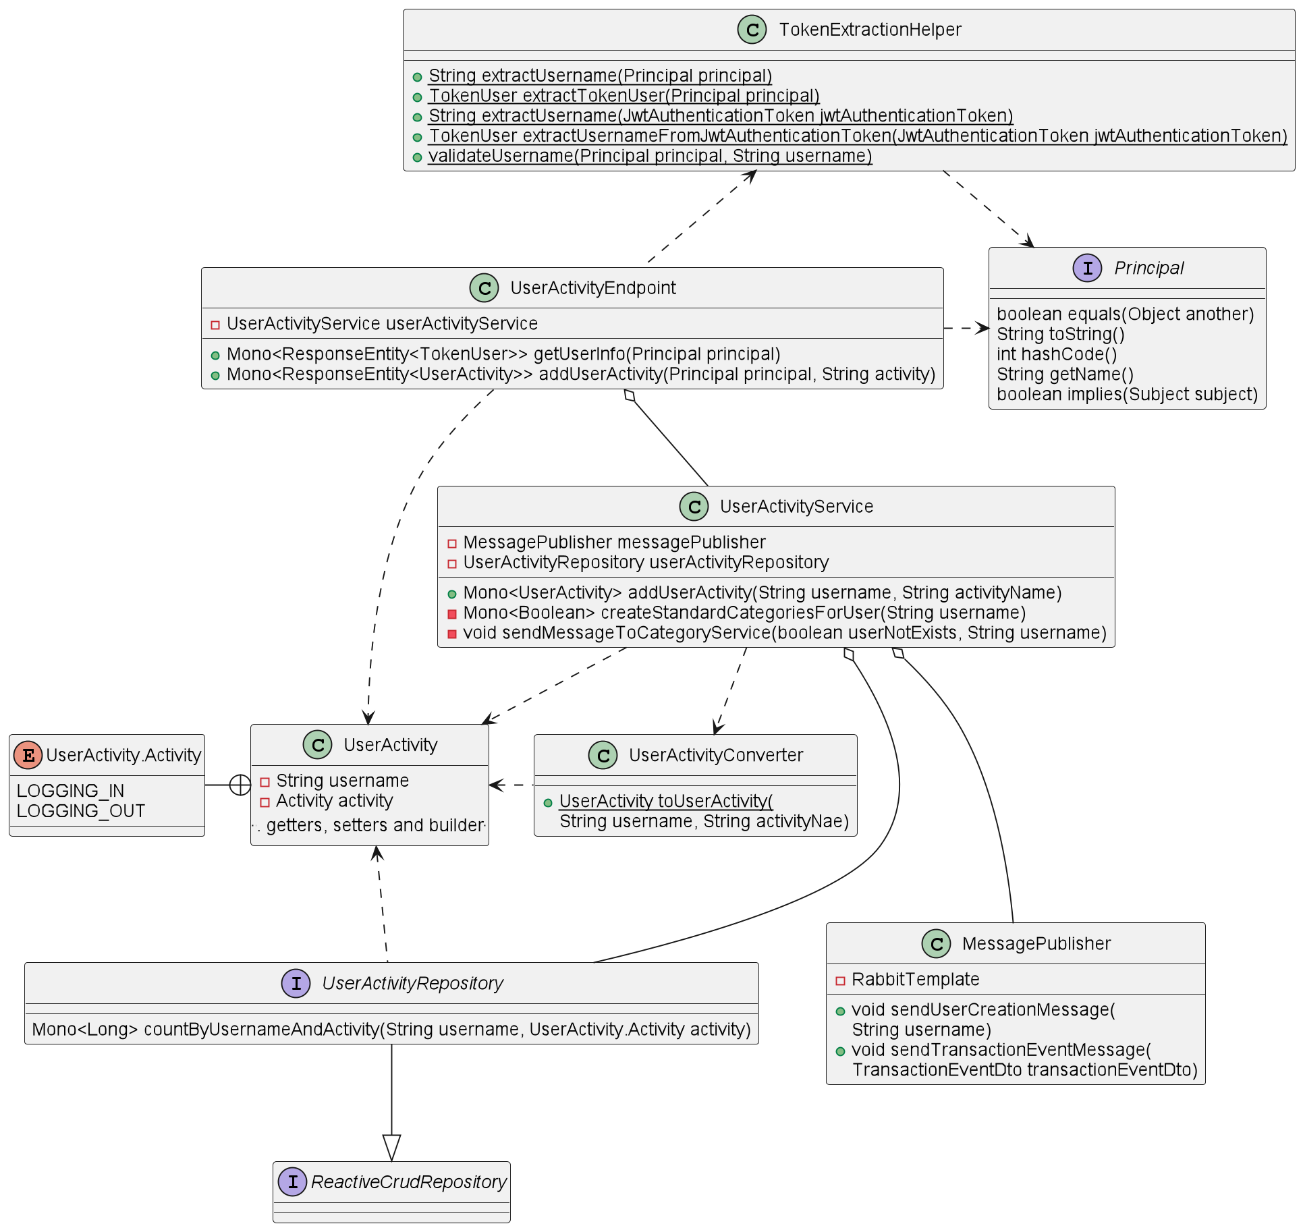 C TokenExtractionHelper
String extractUsername(Principal principal)
TokenUser extractTokenUser(Principal principal)
String extractUsername(JwtAuthenticationToken jwtAuthenticationToken)
TokenUser extractUsernameFromJwtAuthenticationToken(JwtAuthenticationToken jwtAuthenticationToken)
validateUsername(Principal principal, String username)
I Principal
boolean equals(Object another)
String toString()
int hashCode()
String getName()
boolean implies(Subject subject)
C UserActivityEndpoint
UserActivityService userActivityService
Mono<ResponseEntity<TokenUser>> getUserInfo(Principal principal)
Mono<ResponseEntity<UserActivity>> addUserActivity(Principal principal, String activity)
C UserActivityService
MessagePublisher messagePublisher
UserActivityRepository userActivityRepository
Mono<UserActivity> addUserActivity(String username, String activityName)
Mono<Boolean> createStandardCategoriesForUser(String username)
void sendMessageToCategoryService(boolean userNotExists, String username)
E UserActivity.Activity
LOGGING_IN
LOGGING_OUT
C UserActivity
String username
Activity activity
. getters, setters and builder
C UserActivityConverter
UserActivity toUserActivity(
String username, String activityNae)
I UserActivityRepository
Mono<Long> countByUsernameAndActivity(String username, UserActivity.Activity activity)
C MessagePublisher
RabbitTemplate
void sendUserCreationMessage(
String username)
void sendTransactionEventMessage(
TransactionEventDto transactionEventDto)
I ReactiveCrudRepository